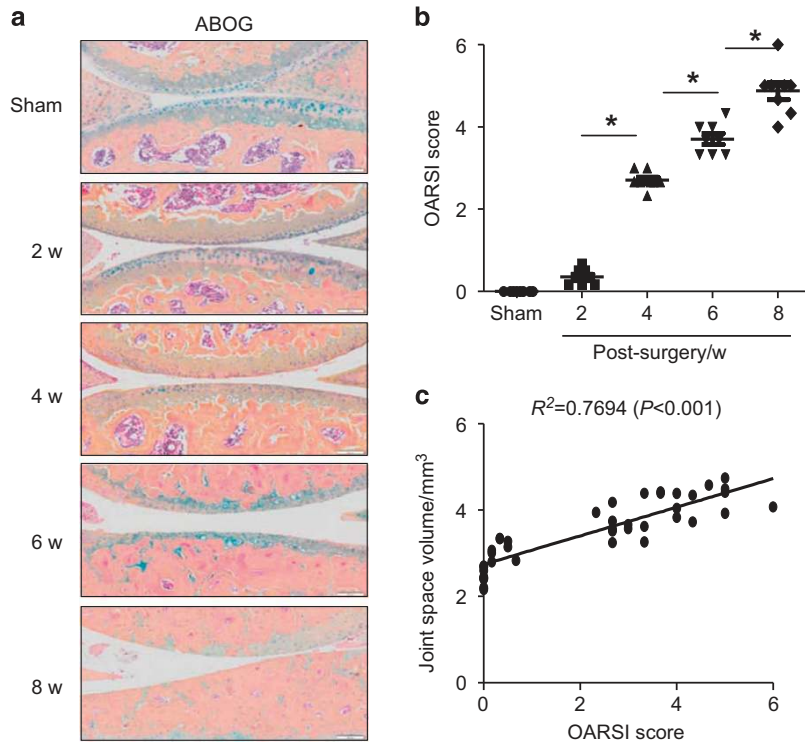 a
ABOG
Sham
2 w
4 w
6 w
8 w
b
OARSI score
6
4
2
0
* * *
Sham 2 4 6 8
Post-surgery/w
c
R²=0.7694 (P<0.001)
Joint space volume/mm³
6
4
2
0
0 2 4 6
OARSI score